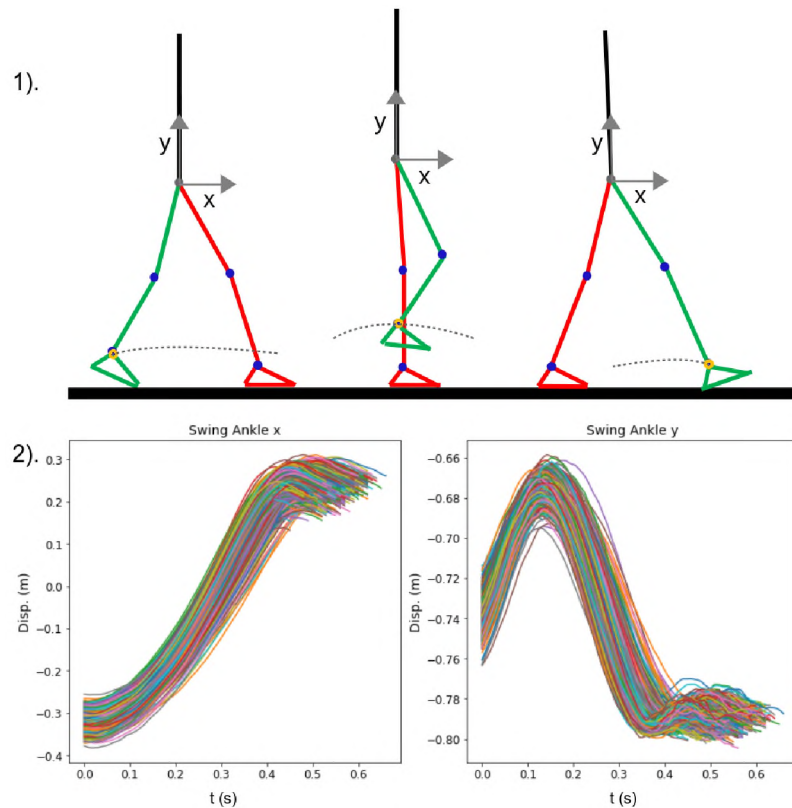 1).
y
x
y
x
y
x
2).
Swing Ankle x
Disp. (m)
0.3
0.2
0.1
0.0
−0.1
−0.2
−0.3
−0.4
0.0 0.1 0.2 0.3 0.4 0.5 0.6
t (s)
Swing Ankle y
Disp. (m)
−0.66
−0.68
−0.70
−0.72
−0.74
−0.76
−0.78
−0.80
0.0 0.1 0.2 0.3 0.4 0.5 0.6
t (s)